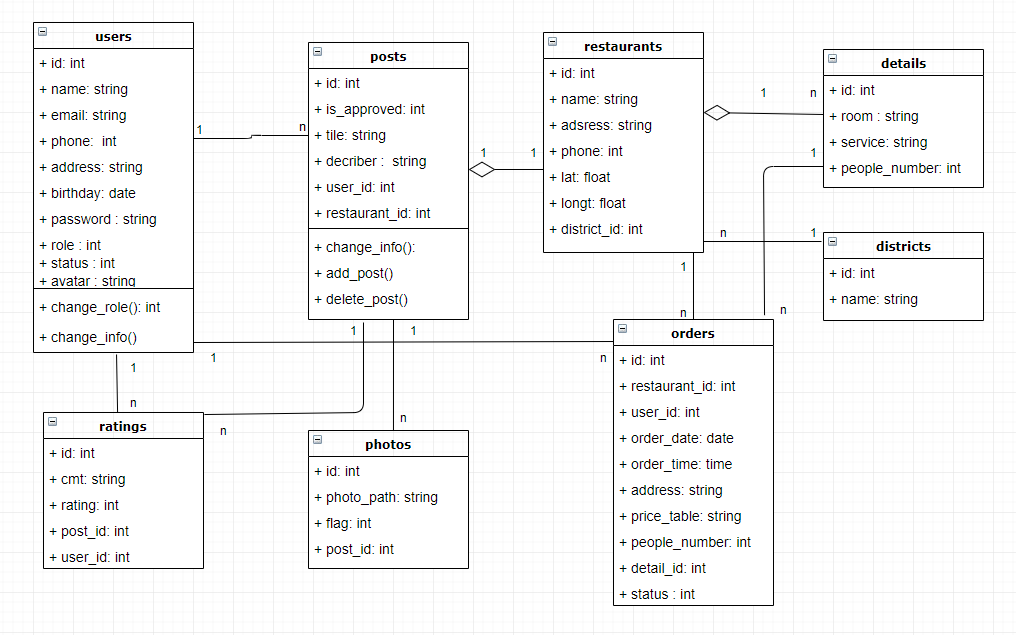 users
+ id: int
+ name: string
+ email: string
+ phone:  int
+ address: string
+ birthday: date
+ password : string
+ role : int
+ status : int
+ avatar : string
+ change_role(): int
+ change_info()
1
n
posts
+ id: int
+ is_approved: int
+ tile: string
+ decriber :  string
+ user_id: int
+ restaurant_id: int
+ change_info():
+ add_post()
+ delete_post()
1
1
restaurants
+ id: int
+ name: string
+ adsress: string
+ phone: int
+ lat: float
+ longt: float
+ district_id: int
1
n
details
+ id: int
+ room : string
+ service: string
+ people_number: int
1
n
1
districts
+ id: int
+ name: string
1
n
n
1
n
1
1
1
n
n
n
ratings
+ id: int
+ cmt: string
+ rating: int
+ post_id: int
+ user_id: int
photos
+ id: int
+ photo_path: string
+ flag: int
+ post_id: int
orders
+ id: int
+ restaurant_id: int
+ user_id: int
+ order_date: date
+ order_time: time
+ address: string
+ price_table: string
+ people_number: int
+ detail_id: int
+ status : int